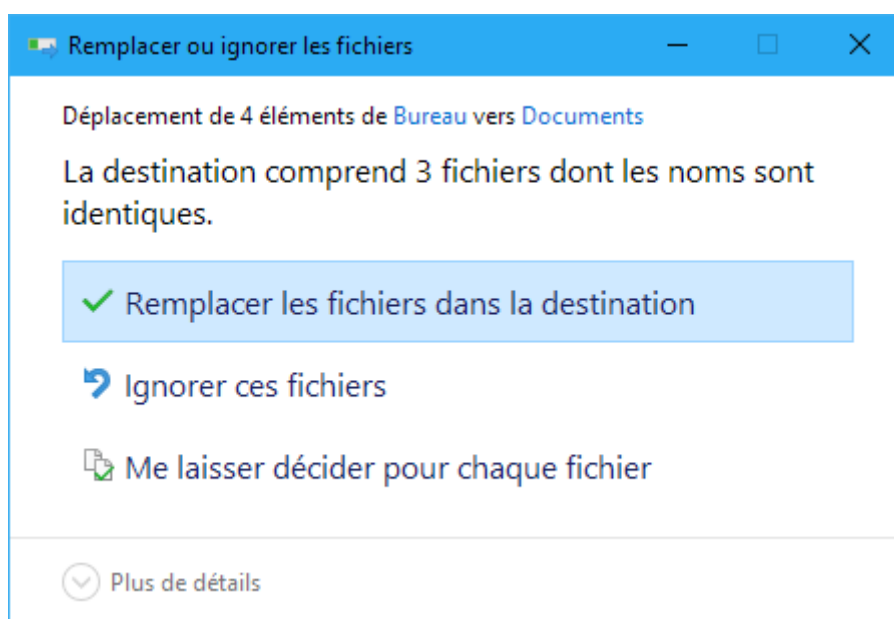 Remplacer ou ignorer les fichiers
Déplacement de 4 éléments de Bureau vers Documents
La destination comprend 3 fichiers dont les noms sont
identiques.
Remplacer les fichiers dans la destination
Ignorer ces fichiers
Me laisser décider pour chaque fichier
Plus de détails